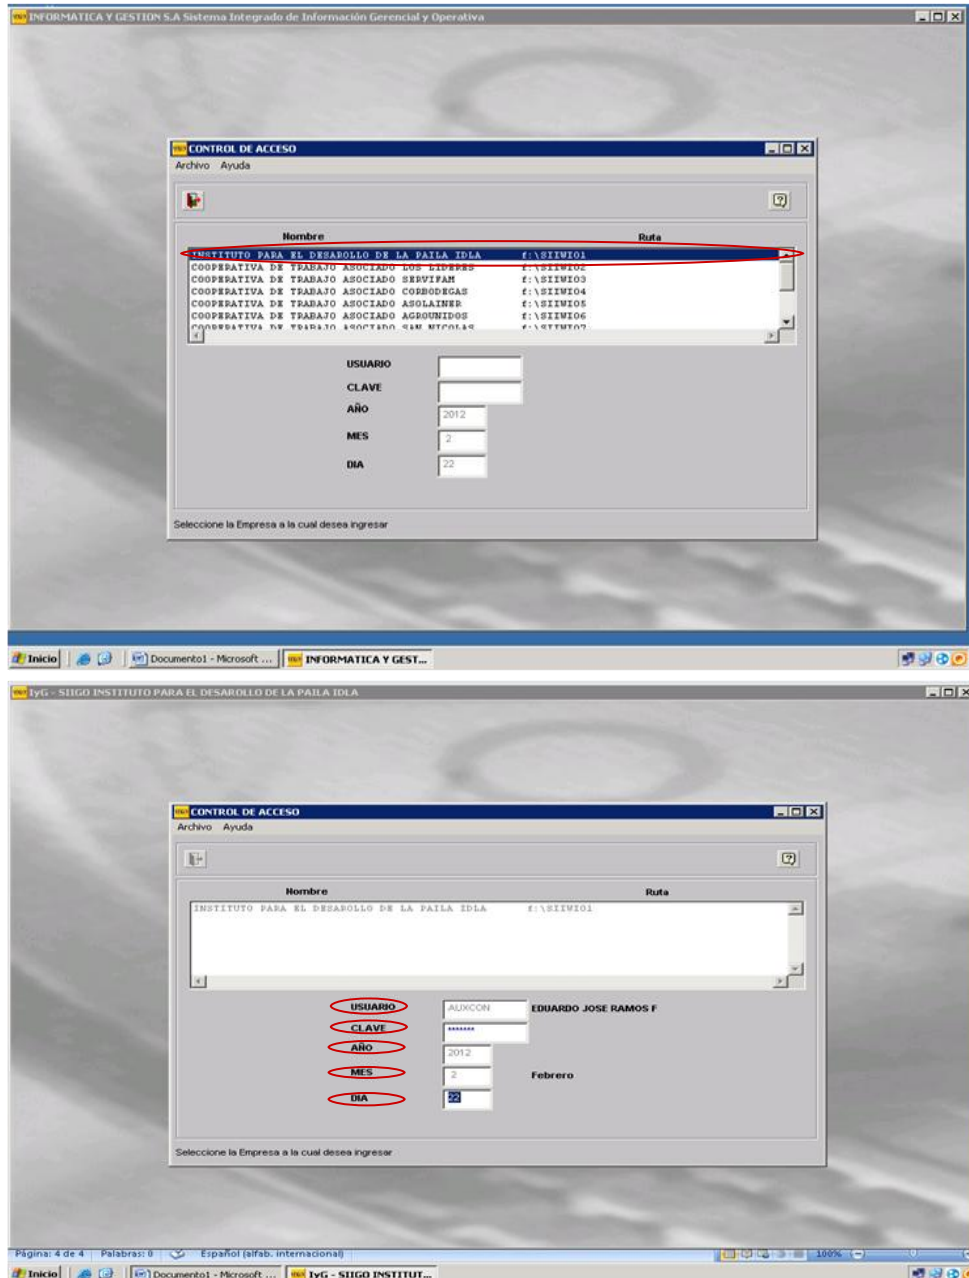 INFORMATICA Y GESTION S.A Sistema Integrado de Información Gerencial y Operativa
CONTROL DE ACCESO
Archivo Ayuda
Nombre Ruta
INSTITUTO PARA EL DESAROLLO DE LA PAILA IDLA f:\SIIWI01
COOPERATIVA DE TRABAJO ASOCIADO LOS LIDERES f:\SIIWI02
COOPERATIVA DE TRABAJO ASOCIADO SERVIFAM f:\SIIWI03
COOPERATIVA DE TRABAJO ASOCIADO CORBODEGAS f:\SIIWI04
COOPERATIVA DE TRABAJO ASOCIADO ASOLAINER f:\SIIWI05
COOPERATIVA DE TRABAJO ASOCIADO AGROUNIDOS f:\SIIWI06
COOPERATIVA DE TRABAJO ASOCIADO SAN NICOLAS f:\SIIWI07
USUARIO
CLAVE
AÑO 2012
MES 2
DIA 22
Seleccione la Empresa a la cual desea ingresar
Inicio Documento1 - Microsoft ... INFORMATICA Y GEST...
IyG - SIIGO INSTITUTO PARA EL DESAROLLO DE LA PAILA IDLA
CONTROL DE ACCESO
Archivo Ayuda
Nombre Ruta
INSTITUTO PARA EL DESAROLLO DE LA PAILA IDLA f:\SIIWI01
USUARIO AUXCON EDUARDO JOSE RAMOS F
CLAVE *******
AÑO 2012
MES 2 Febrero
DIA 22
Seleccione la Empresa a la cual desea ingresar
Página: 4 de 4 Palabras: 0 Español (alfab. internacional) 100%
Inicio Documento1 - Microsoft ... IyG - SIIGO INSTITUT...